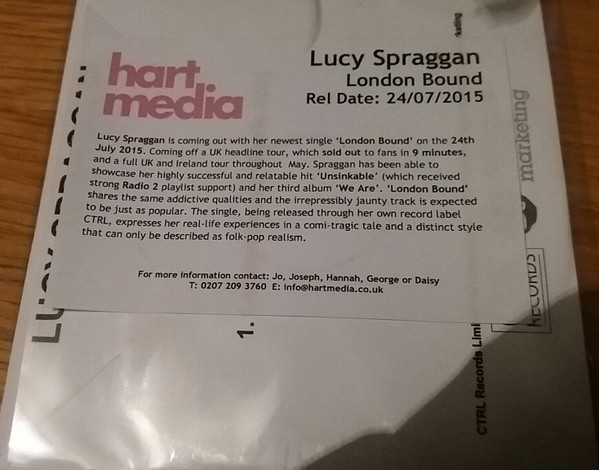 hart
media
Lucy Spraggan
London Bound
Rel Date: 24/07/2015
Lucy Spraggan is coming out with her newest single 'London Bound' on the 24th
July 2015. Coming off a UK headline tour, which sold out to fans in 9 minutes,
and a full UK and Ireland tour throughout May. Spraggan has been able to
showcase her highly successful and relatable hit 'Unsinkable' (which received
strong Radio 2 playlist support) and her third album 'We Are'. 'London Bound'
shares the same addictive qualities and the irrepressibly jaunty track is expected
to be just as popular. The single, being released through her own record label
CTRL, expresses her real-life experiences in a comi-tragic tale and a distinct style
that can only be described as folk-pop realism.
For more information contact: Jo, Joseph, Hannah, George or Daisy
T: 0207 209 3760 E: info@hartmedia.co.uk
LUCY SPRAGGAN
1.
marketing
RECORDS
CTRL Records Limi